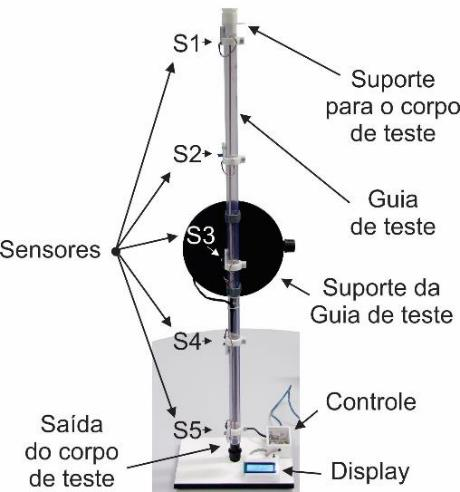 S1
Suporte
para o corpo
de teste
S2
Guia
de teste
S3
Sensores
Suporte da
Guia de teste
S4
Controle
Saída
do corpo
de teste
S5
Display